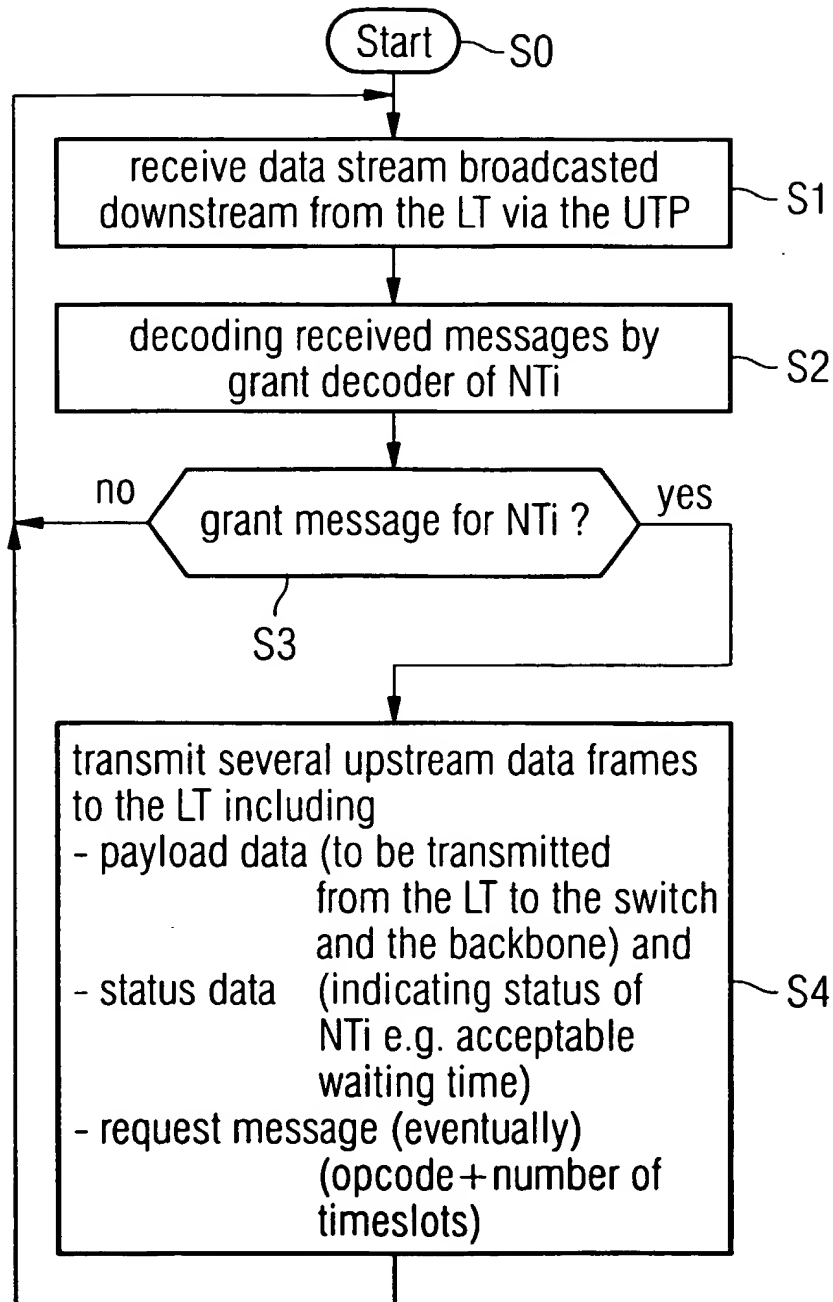 Start
S0
receive data stream broadcasted
downstream from the LT via the UTP
S1
decoding received messages by
grant decoder of NTi
S2
no
grant message for NTi ?
yes
S3
transmit several upstream data frames
to the LT including
- payload data (to be transmitted
from the LT to the switch
and the backbone) and
- status data (indicating status of
NTi e.g. acceptable
waiting time)
- request message (eventually)
(opcode+number of
timeslots)
S4